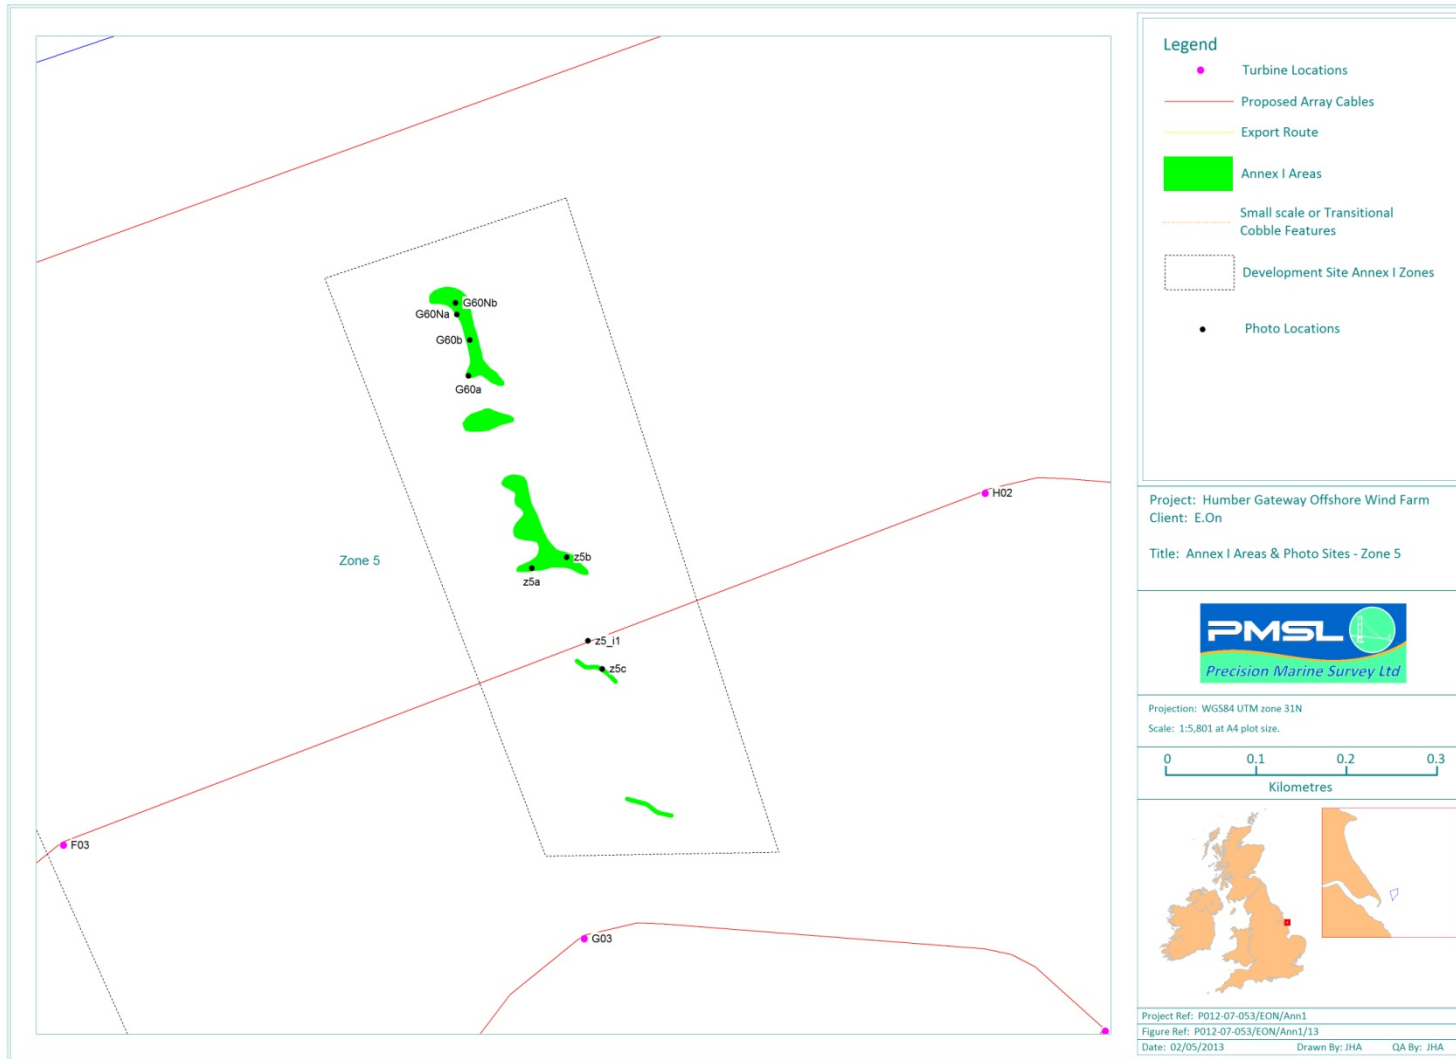 G60Nb
G60Na
G60b
G60a
H02
Zone 5
z5b
z5a
z5_i1
z5c
F03
G03
Legend
Turbine Locations
Proposed Array Cables
Export Route
Annex I Areas
Small scale or Transitional
Cobble Features
Development Site Annex I Zones
Photo Locations
Project: Humber Gateway Offshore Wind Farm
Client: E.On
Title: Annex I Areas & Photo Sites - Zone 5
PMSL
Precision Marine Survey Ltd
Projection: WGS84 UTM zone 31N
Scale: 1:5,801 at A4 plot size.
0 0.1 0.2 0.3
Kilometres
Project Ref: P012-07-053/EON/Ann1
Figure Ref: P012-07-053/EON/Ann1/13
Date: 02/05/2013 Drawn By: JHA QA By: JHA